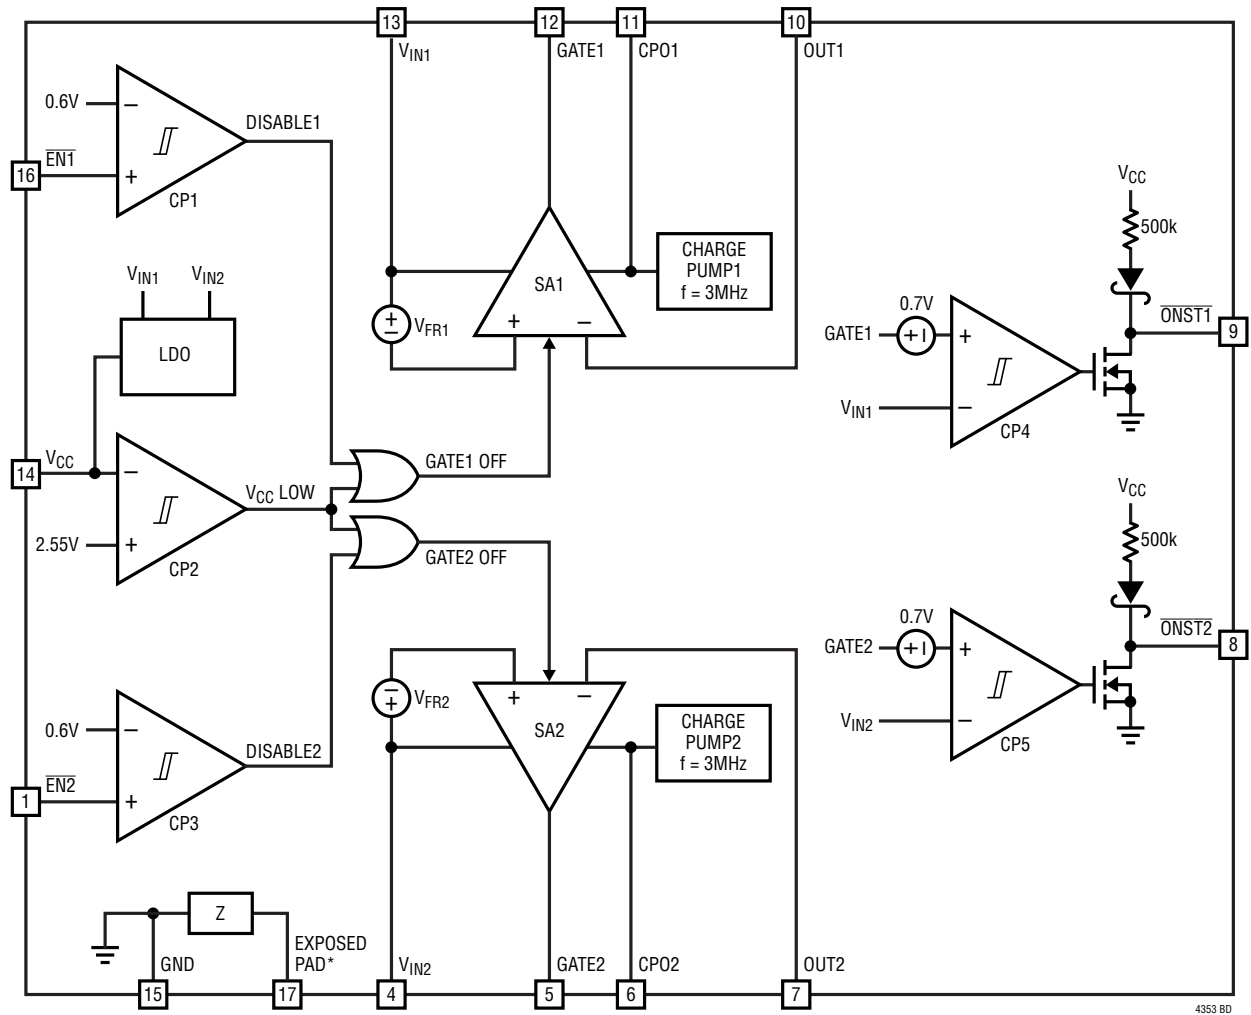 13
12
11
10
VIN1
GATE1
CPO1
OUT1
0.6V
−
DISABLE1
EN1
16
+
CP1
VCC
500k
VIN1 VIN2
LDO
CHARGE
PUMP1
f = 3MHz
SA1
+
−
VFR1
+
−
0.7V
GATE1
+
VIN1
−
CP4
ONST1
9
14
VCC
−
VCC LOW
2.55V
+
CP2
GATE1 OFF
GATE2 OFF
VCC
500k
0.7V
GATE2
+
VIN2
−
CP5
ONST2
8
−
+
VFR2
+
−
SA2
CHARGE
PUMP2
f = 3MHz
0.6V
−
DISABLE2
EN2
1
+
CP3
Z
GND
EXPOSED
PAD*
VIN2
GATE2
CPO2
OUT2
15
17
4
5
6
7
4353 BD